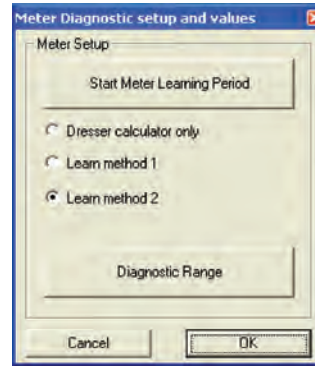 Meter Diagnostic setup and values
Meter Setup
Start Meter Learning Period
Dresser calculator only
Learn method 1
Learn method 2
Diagnostic Range
Cancel
OK